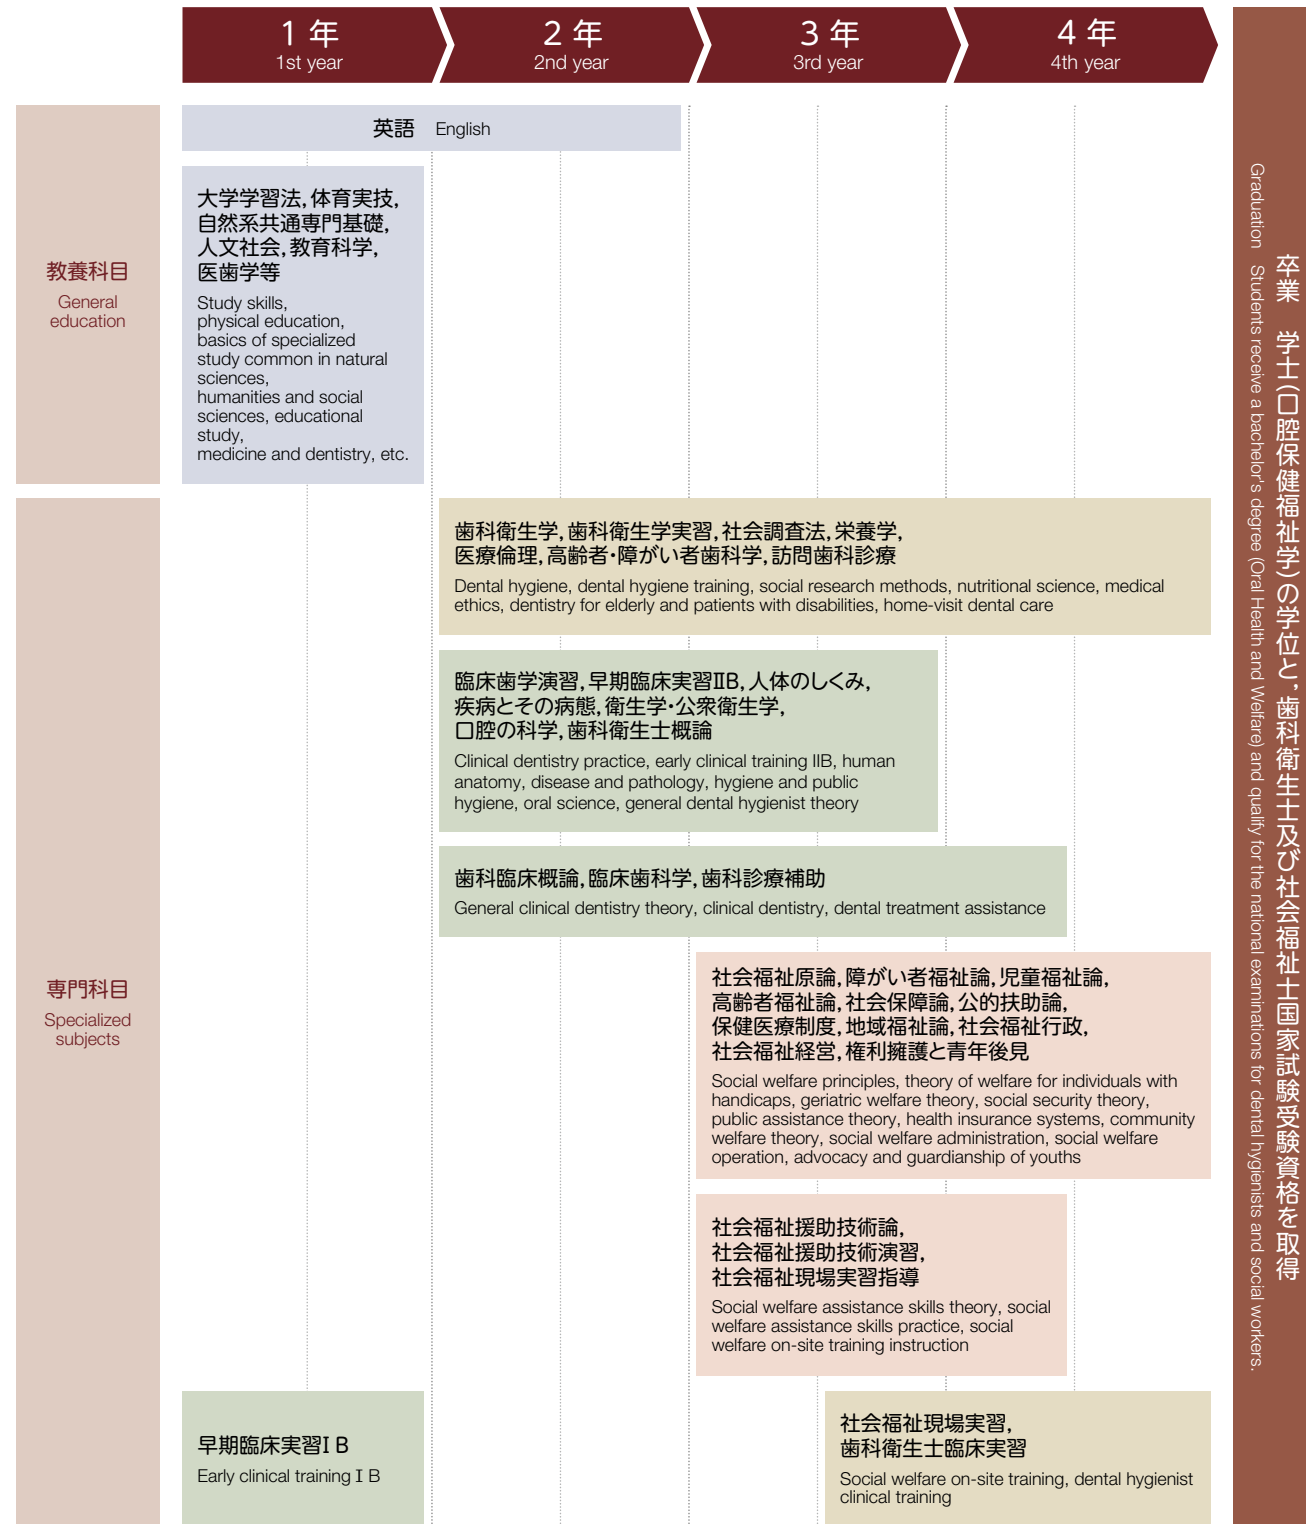 1 年
1st year
2 年
2nd year
3 年
3rd year
4 年
4th year
教養科目
General
education
英語 English
大学学習法, 体育実技,
自然系共通専門基礎,
人文社会, 教育科学,
医歯学等
Study skills,
physical education,
basics of specialized
study common in natural
sciences,
humanities and social
sciences, educational
study,
medicine and dentistry, etc.
専門科目
Specialized
subjects
歯科衛生学, 歯科衛生学実習, 社会調査法, 栄養学,
医療倫理, 高齢者・障がい者歯科学, 訪問歯科診療
Dental hygiene, dental hygiene training, social research methods, nutritional science, medical
ethics, dentistry for elderly and patients with disabilities, home-visit dental care
臨床歯学演習, 早期臨床実習ⅡB, 人体のしくみ,
疾病とその病態, 衛生学・公衆衛生学,
口腔の科学, 歯科衛生士概論
Clinical dentistry practice, early clinical training IIB, human
anatomy, disease and pathology, hygiene and public
hygiene, oral science, general dental hygienist theory
歯科臨床概論, 臨床歯科学, 歯科診療補助
General clinical dentistry theory, clinical dentistry, dental treatment assistance
社会福祉原論, 障がい者福祉論, 児童福祉論,
高齢者福祉論, 社会保障論, 公的扶助論,
保健医療制度, 地域福祉論, 社会福祉行政,
社会福祉経営, 権利擁護と青年後見
Social welfare principles, theory of welfare for individuals with
handicaps, geriatric welfare theory, social security theory,
public assistance theory, health insurance systems, community
welfare theory, social welfare administration, social welfare
operation, advocacy and guardianship of youths
社会福祉援助技術論,
社会福祉援助技術演習,
社会福祉現場実習指導
Social welfare assistance skills theory, social
welfare assistance skills practice, social
welfare on-site training instruction
早期臨床実習Ⅰ B
Early clinical training Ⅰ B
社会福祉現場実習,
歯科衛生士臨床実習
Social welfare on-site training, dental hygienist
clinical training
卒業 学士(口腔保健福祉学)の学位と, 歯科衛生士及び社会福祉士国家試験受験資格を取得
Graduation Students receive a bachelor's degree (Oral Health and Welfare) and qualify for the national examinations for dental hygienists and social workers.